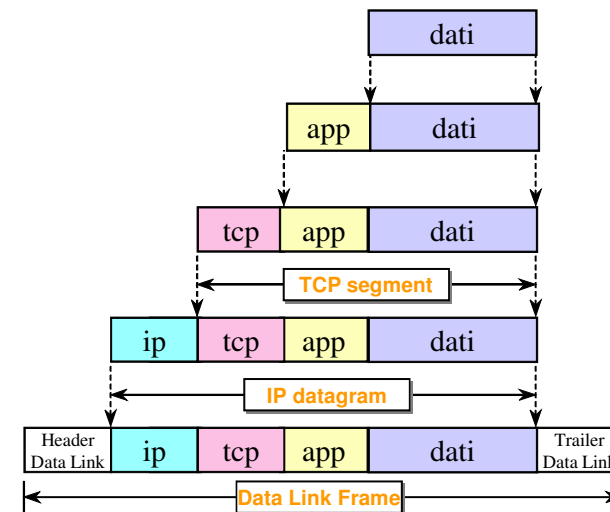 dati
app dati
tcp app dati
TCP segment
ip tcp app dati
IP datagram
Header
Data Link
ip tcp app dati
Trailer
Data Link
Data Link Frame